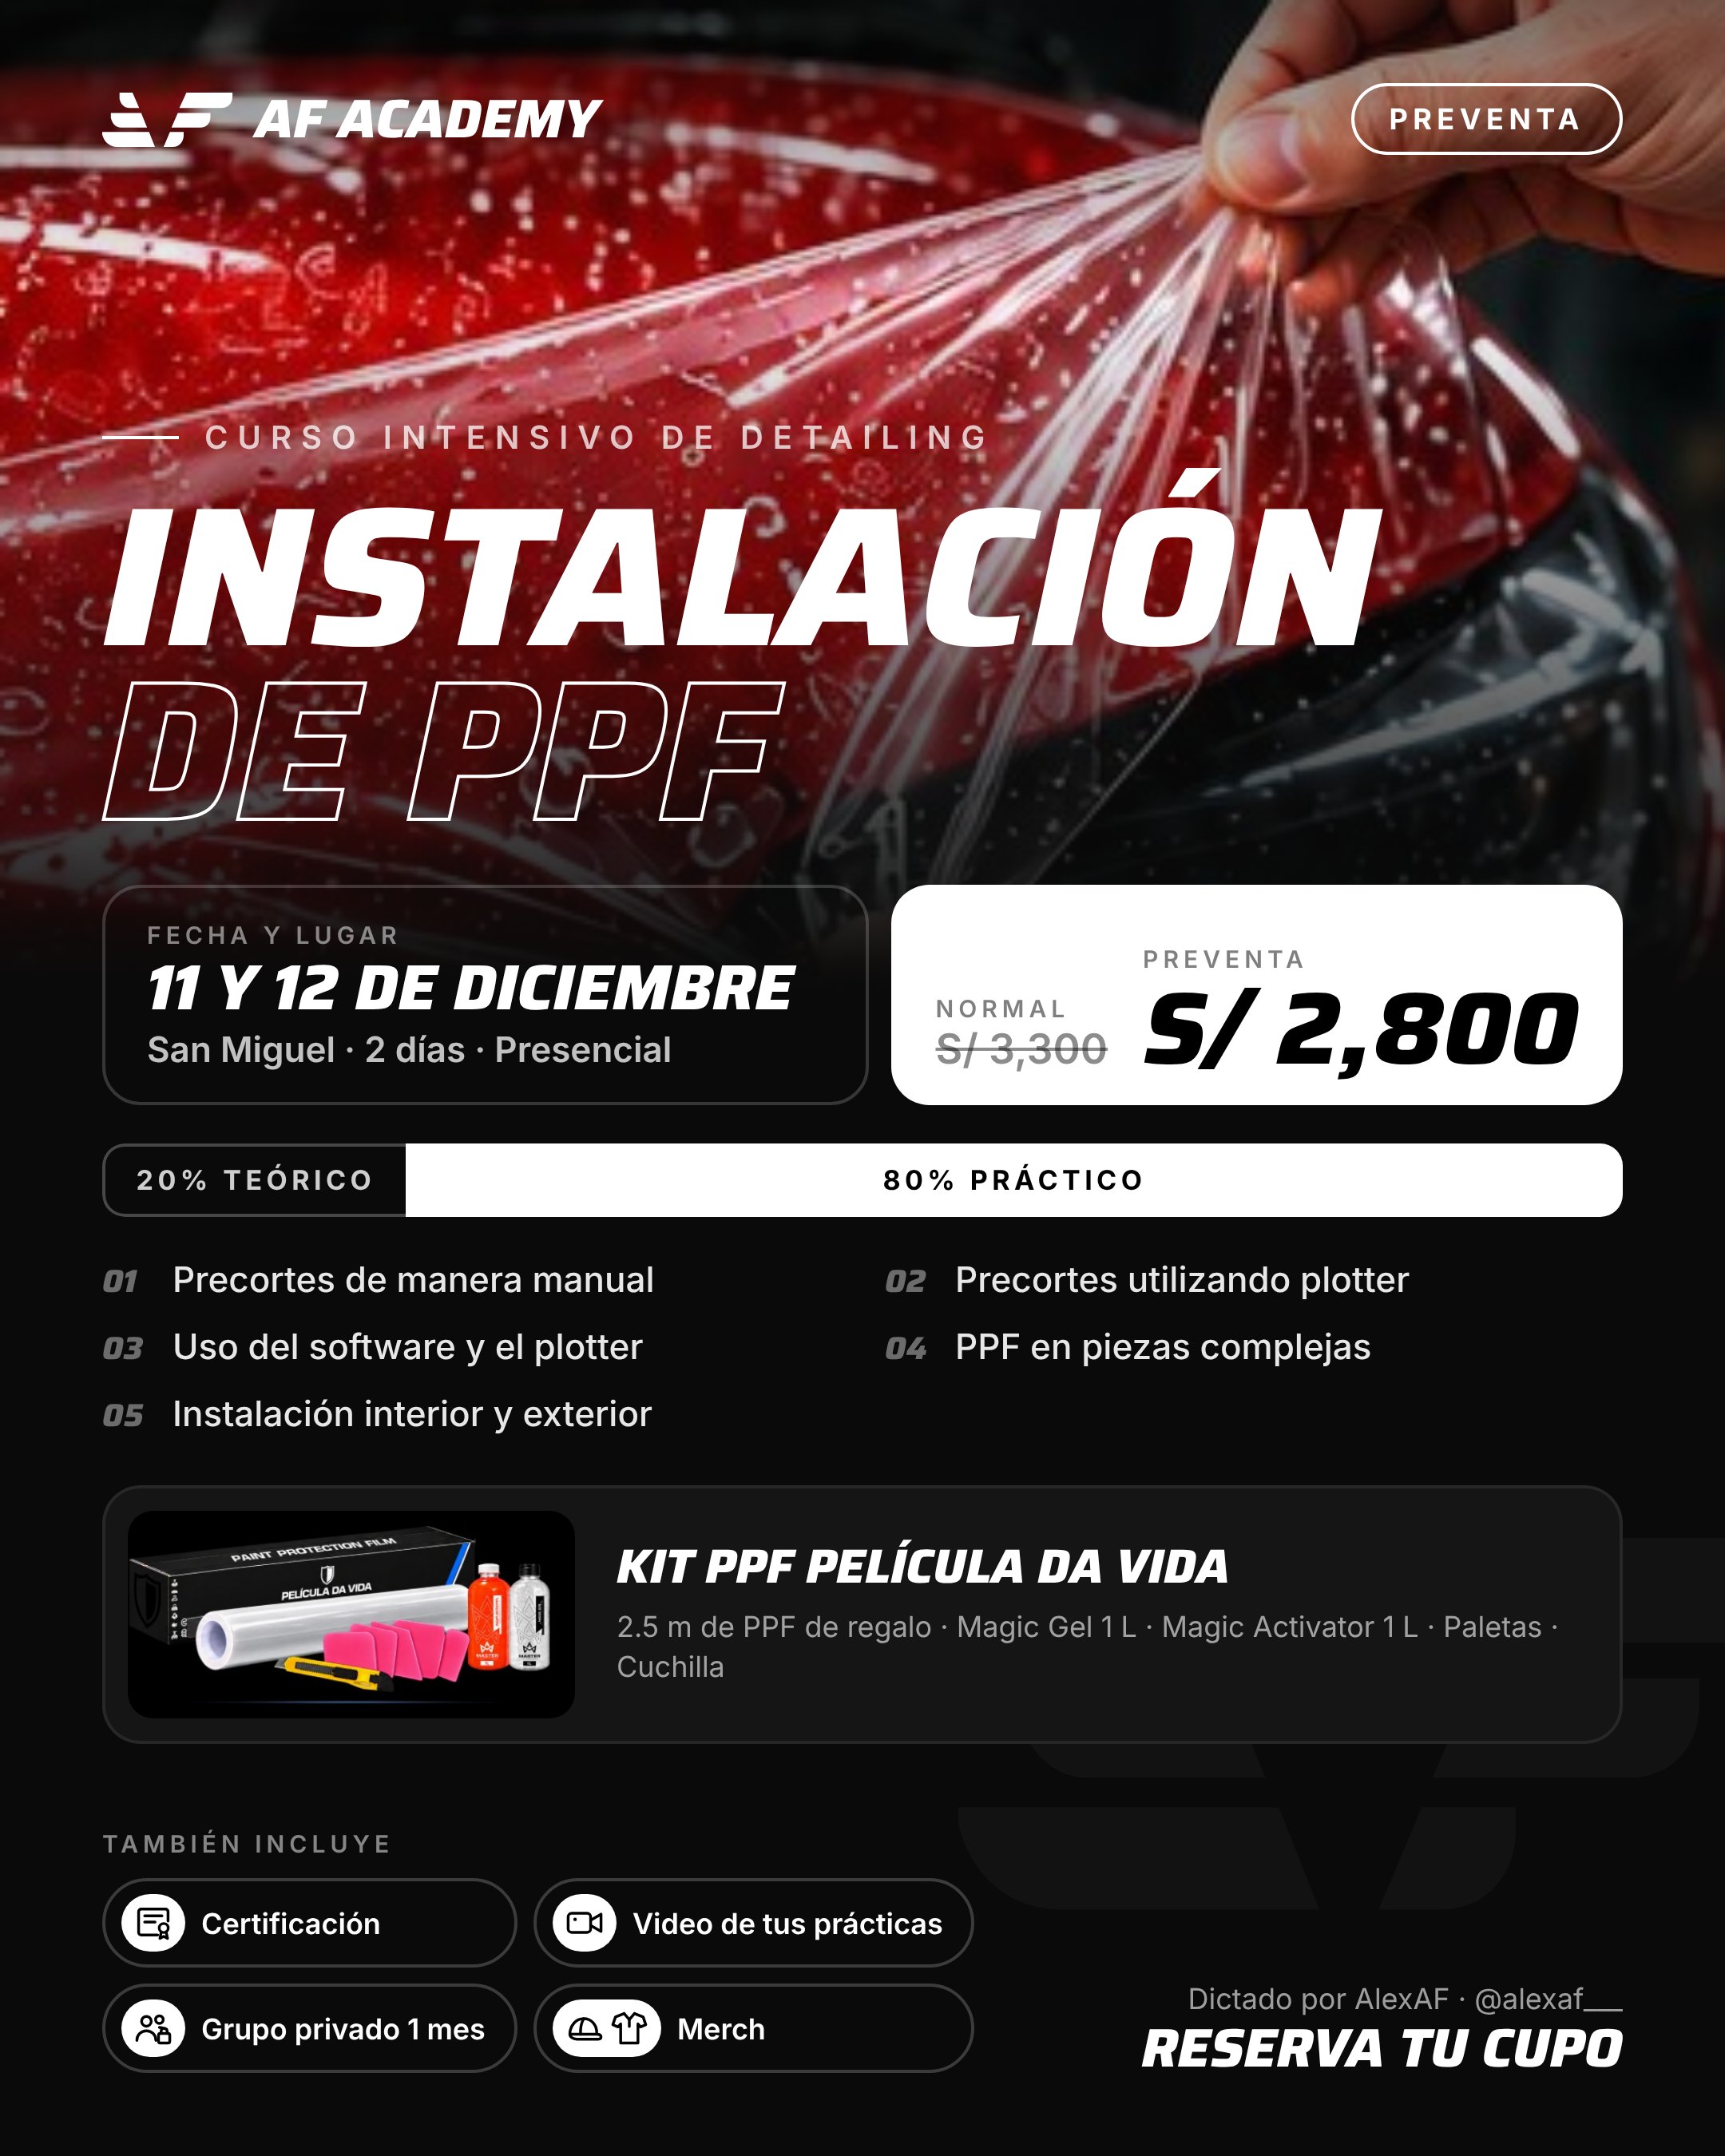 AF ACADEMY
PREVENTA
CURSO INTENSIVO DE DETAILING
INSTALACIÓN
DE PPF
FECHA Y LUGAR
11 Y 12 DE DICIEMBRE
San Miguel · 2 días · Presencial
NORMAL
S/ 3,300
PREVENTA
S/ 2,800
20% TEÓRICO
80% PRÁCTICO
01 Precortes de manera manual
02 Precortes utilizando plotter
03 Uso del software y el plotter
04 PPF en piezas complejas
05 Instalación interior y exterior
PAINT PROTECTION FILM
PELÍCULA DA VIDA
MASTER
MASTER
KIT PPF PELÍCULA DA VIDA
2.5 m de PPF de regalo · Magic Gel 1 L · Magic Activator 1 L · Paletas ·
Cuchilla
TAMBIÉN INCLUYE
Certificación
Video de tus prácticas
Grupo privado 1 mes
Merch
Dictado por AlexAF · @alexaf__
RESERVA TU CUPO